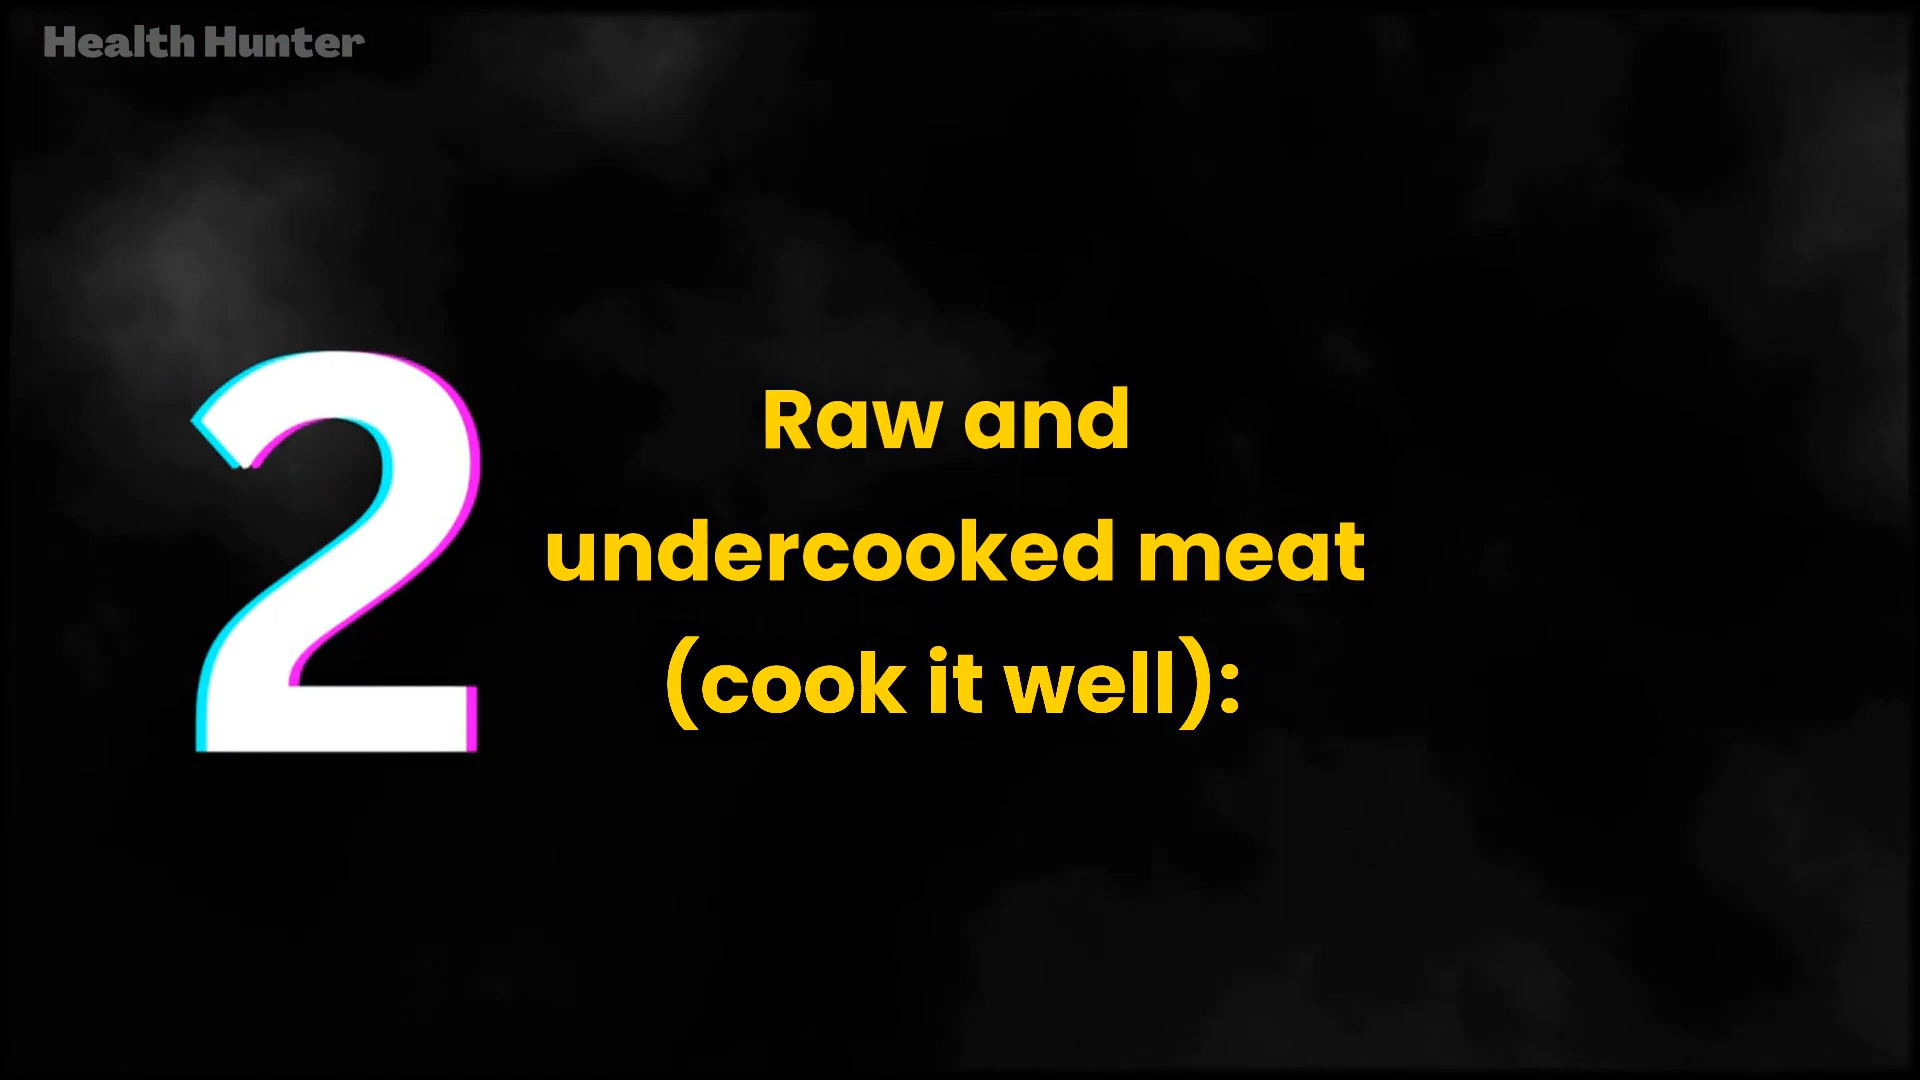 Health Hunter
2
Raw and
undercooked meat
(cook it well):